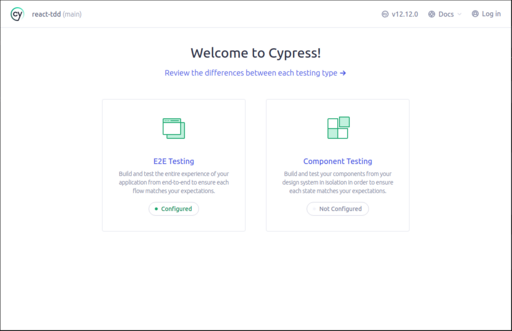 cy react-tdd (main) v12.12.0 Docs Log in
Welcome to Cypress!
Review the differences between each testing type →
E2E Testing
Build and test the entire experience of your
application from end-to-end to ensure each
flow matches your expectations.
Configured
Component Testing
Build and test your components from your
design system in isolation in order to ensure
each state matches your expectations.
Not Configured